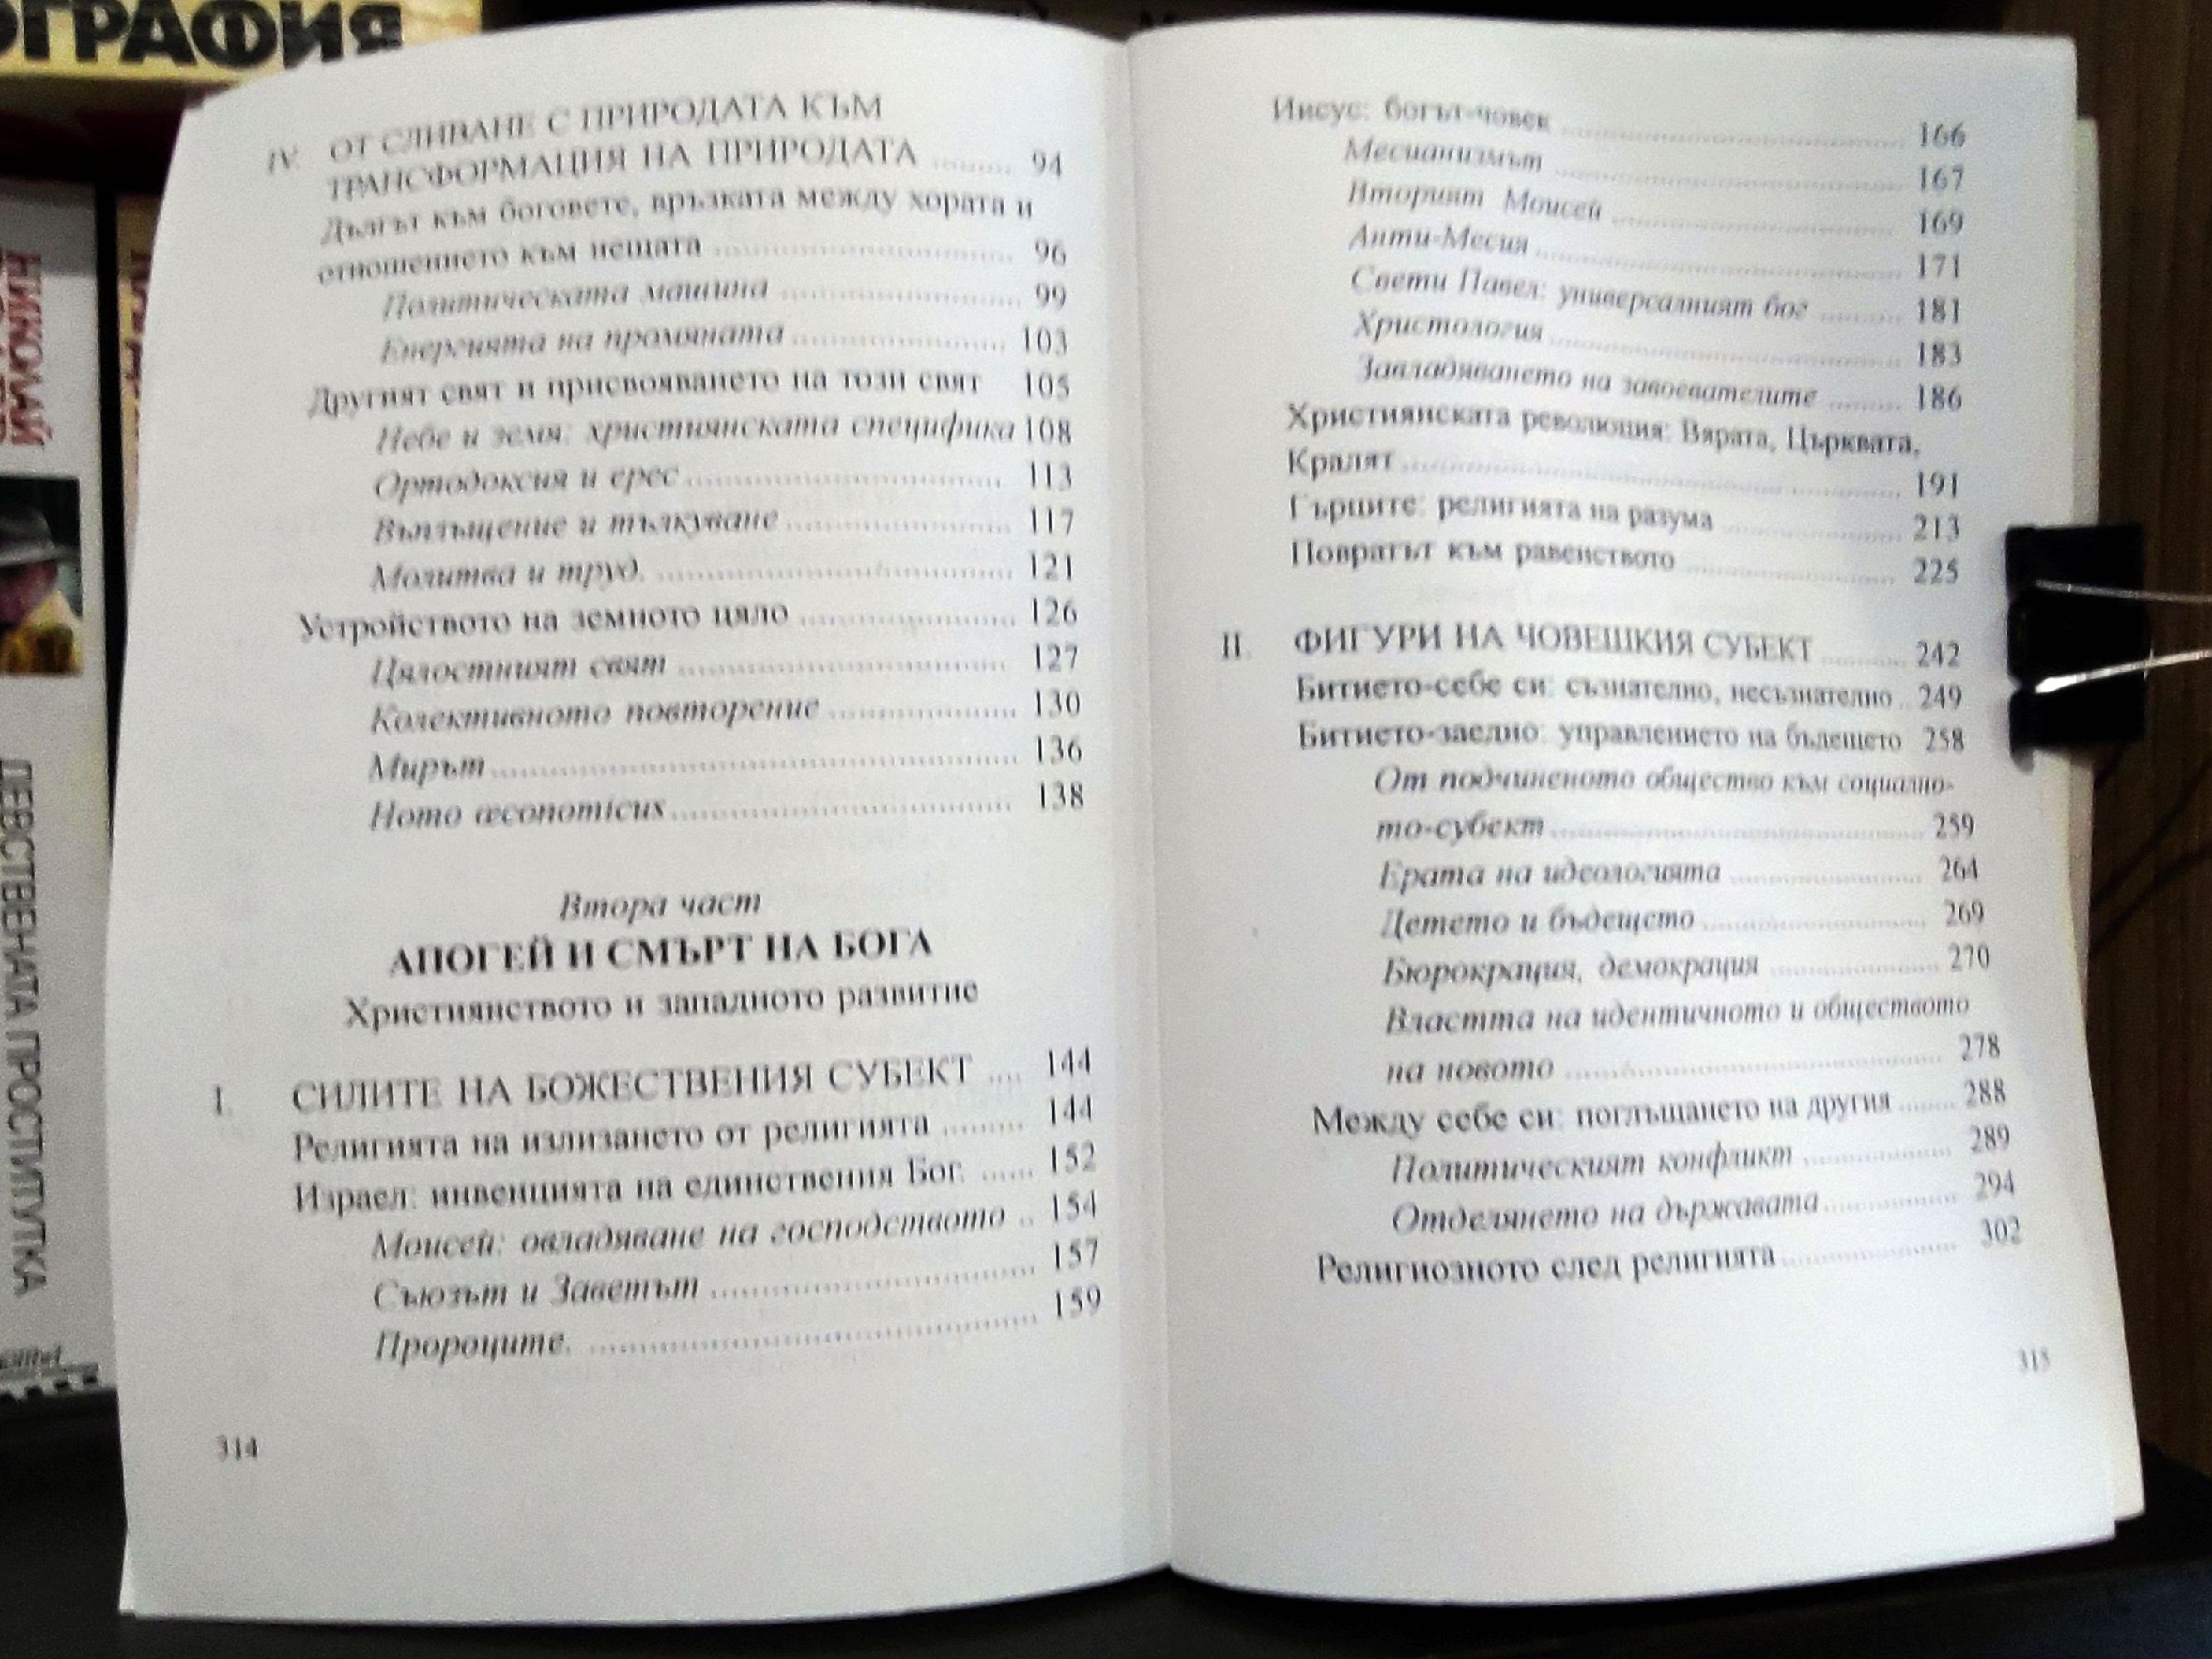 ОГРАФИЯ
НИКОЛАЙ
ДЕВСТВЕНАТА ПРОСТИТУТКА
IV. ОТ СЛИВАНЕ С ПРИРОДАТА КЪМ
ТРАНСФОРМАЦИЯ НА ПРИРОДАТА ........ 94
Дългът към боговете, връзката между хората и
отношението към нещата ........ 96
Политическата машина ........ 99
Енергията на промяната ........ 103
Другият свят и присвояването на този свят 105
Небе и земя: християнската специфика 108
Ортодоксия и ерес ........ 113
Въплъщение и тълкуване ........ 117
Молитва и труд. ........ 121
Устройството на земното цяло ........ 126
Цялостният свят ........ 127
Колективното повторение ........ 130
Мирът ........ 136
Homo œconomicus ........ 138
Втора част
АПОГЕЙ И СМЪРТ НА БОГА
Християнството и западното развитие
I. СИЛИТЕ НА БОЖЕСТВЕНИЯ СУБЕКТ .... 144
Религията на излизането от религията ........ 144
Израел: инвенцията на единствения Бог. ...... 152
Моисей: овладяване на господството .. 154
Съюзът и Заветът ........ 157
Пророците. ........ 159
314
Иисус: богът-човек ........ 166
Месианизмът ........ 167
Вторият Моисей ........ 169
Анти-Месия ........ 171
Свети Павел: универсалният бог ........ 181
Христология ........ 183
Завладяването на завоевателите ........ 186
Християнската революция: Вярата, Църквата,
Кралят ........ 191
Гърците: религията на разума ........ 213
Повратът към равенството ........ 225
II. ФИГУРИ НА ЧОВЕШКИЯ СУБЕКТ ........ 242
Битието-себе си: съзнателно, несъзнателно .. 249
Битието-заедно: управлението на бъдещето 258
От подчиненото общество към социално-
то-субект ........ 259
Ерата на идеологията ........ 264
Детето и бъдещето ........ 269
Бюрокрация, демокрация ........ 270
Властта на идентичното и обществото
на новото ........ 278
Между себе си: поглъщането на другия ........ 288
Политическият конфликт ........ 289
Отделянето на държавата ........ 294
Религиозното след религията ........ 302
315